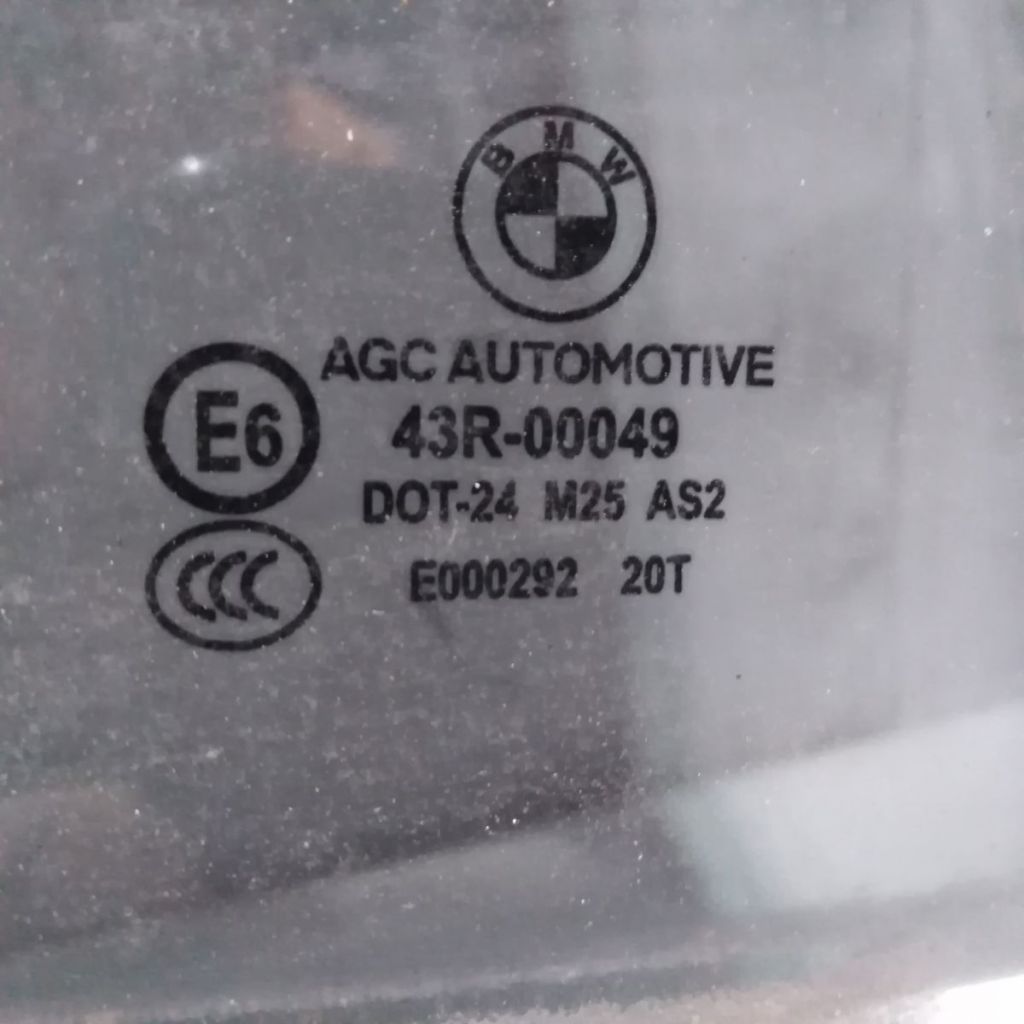 BMW
AGC AUTOMOTIVE
E6
43R-00049
DOT-24 M25 AS2
CCC
E000292 20T